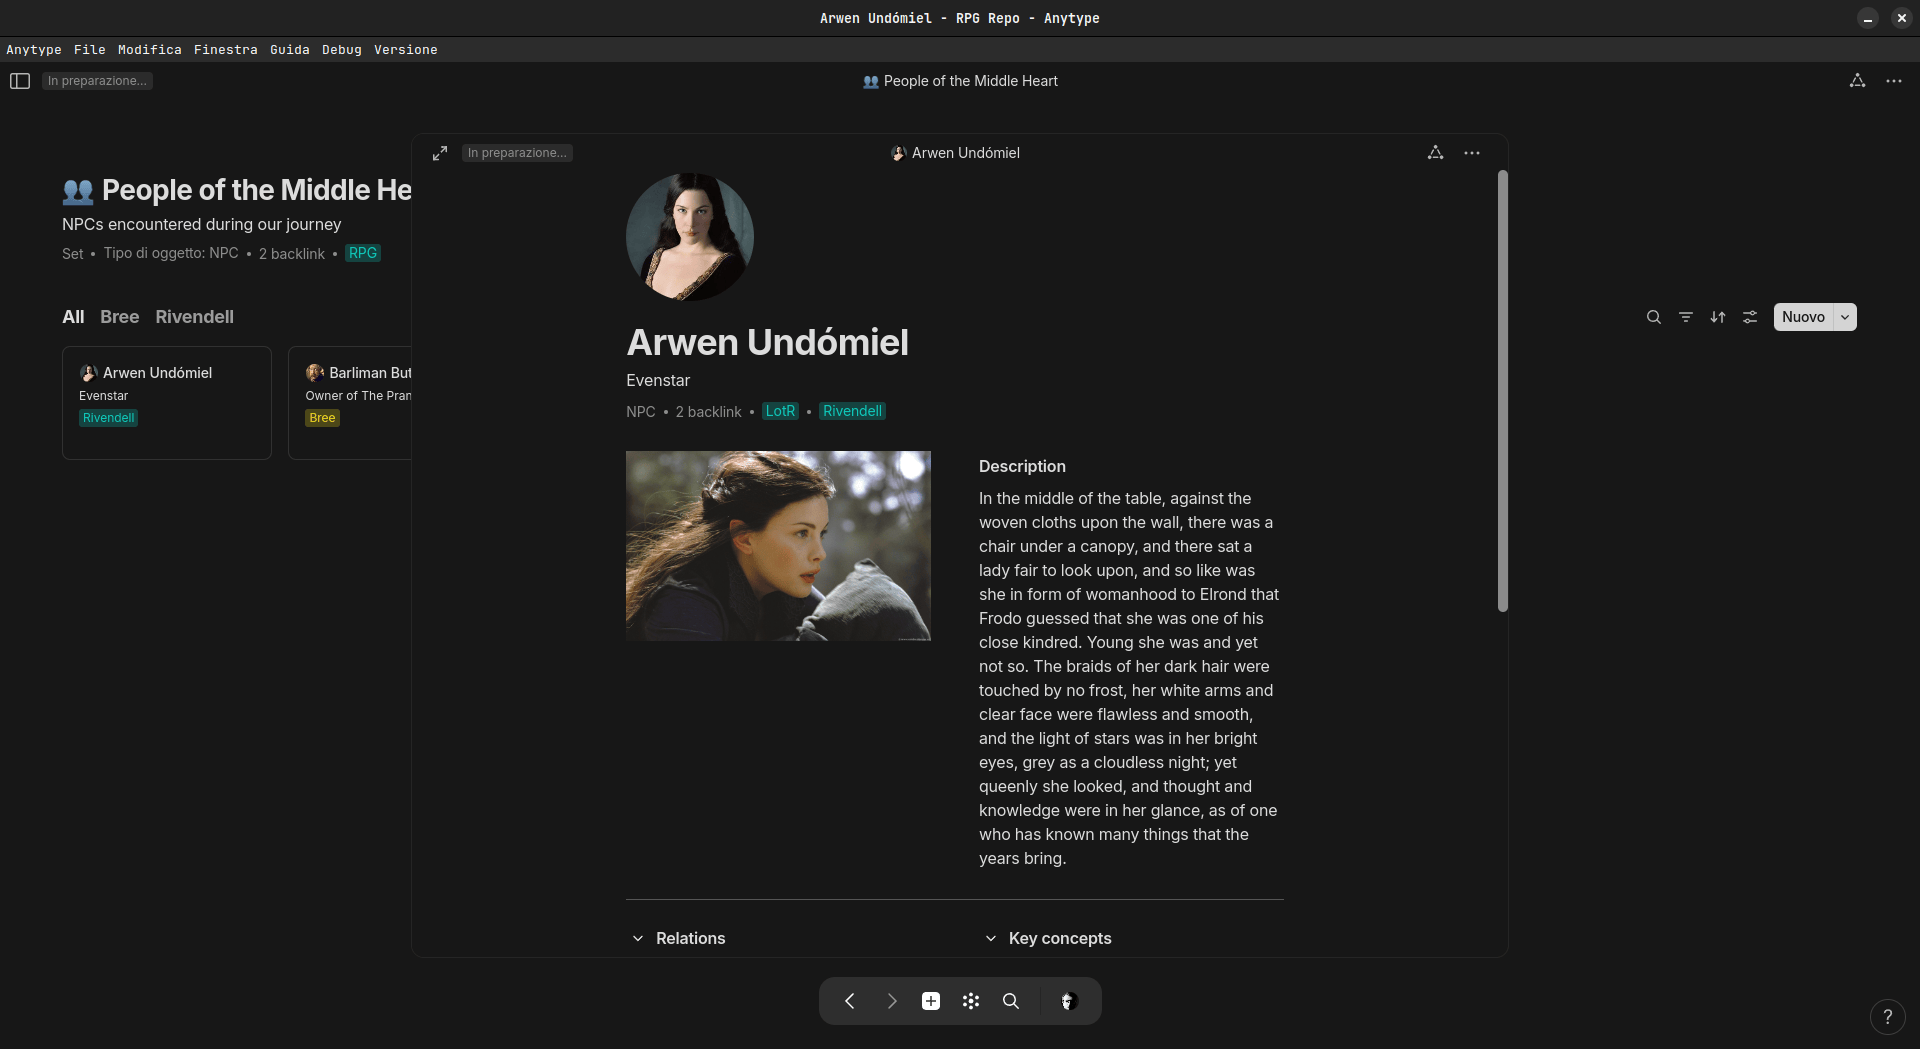 Arwen Undómiel - RPG Repo - Anytype
Anytype File Modifica Finestra Guida Debug Versione
In preparazione...
People of the Middle Heart
People of the Middle He
NPCs encountered during our journey
Set • Tipo di oggetto: NPC • 2 backlink • RPG
All Bree Rivendell
Arwen Undómiel
Evenstar
Rivendell
Barliman But
Owner of The Pran
Bree
Nuovo
In preparazione...
Arwen Undómiel
Arwen Undómiel
Evenstar
NPC • 2 backlink • LotR • Rivendell
Description
In the middle of the table, against the
woven cloths upon the wall, there was a
chair under a canopy, and there sat a
lady fair to look upon, and so like was
she in form of womanhood to Elrond that
Frodo guessed that she was one of his
close kindred. Young she was and yet
not so. The braids of her dark hair were
touched by no frost, her white arms and
clear face were flawless and smooth,
and the light of stars was in her bright
eyes, grey as a cloudless night; yet
queenly she looked, and thought and
knowledge were in her glance, as of one
who has known many things that the
years bring.
Relations
Key concepts
?